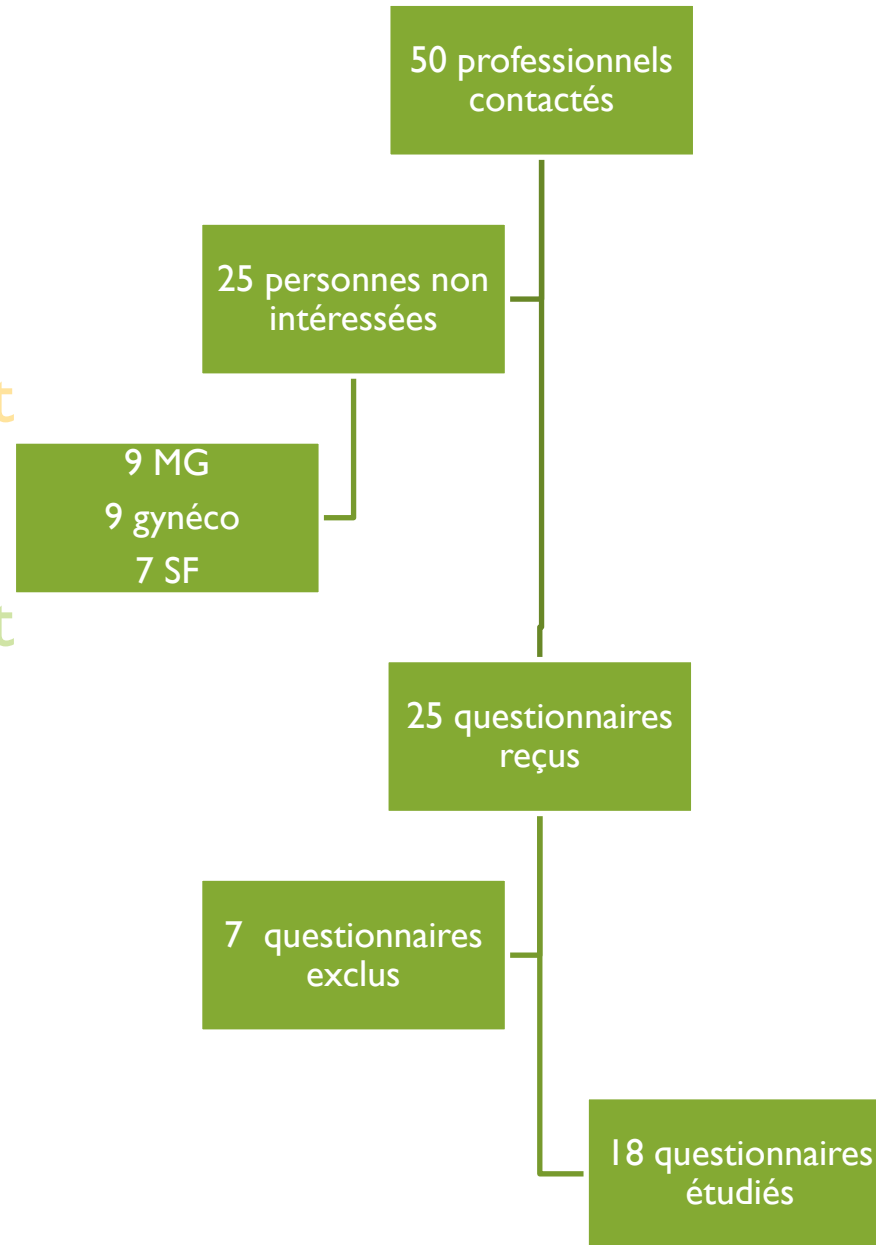 50 professionnels
contactés
25 personnes non
intéressées
9 MG
9 gynéco
7 SF
25 questionnaires
reçus
7 questionnaires
exclus
18 questionnaires
étudiés